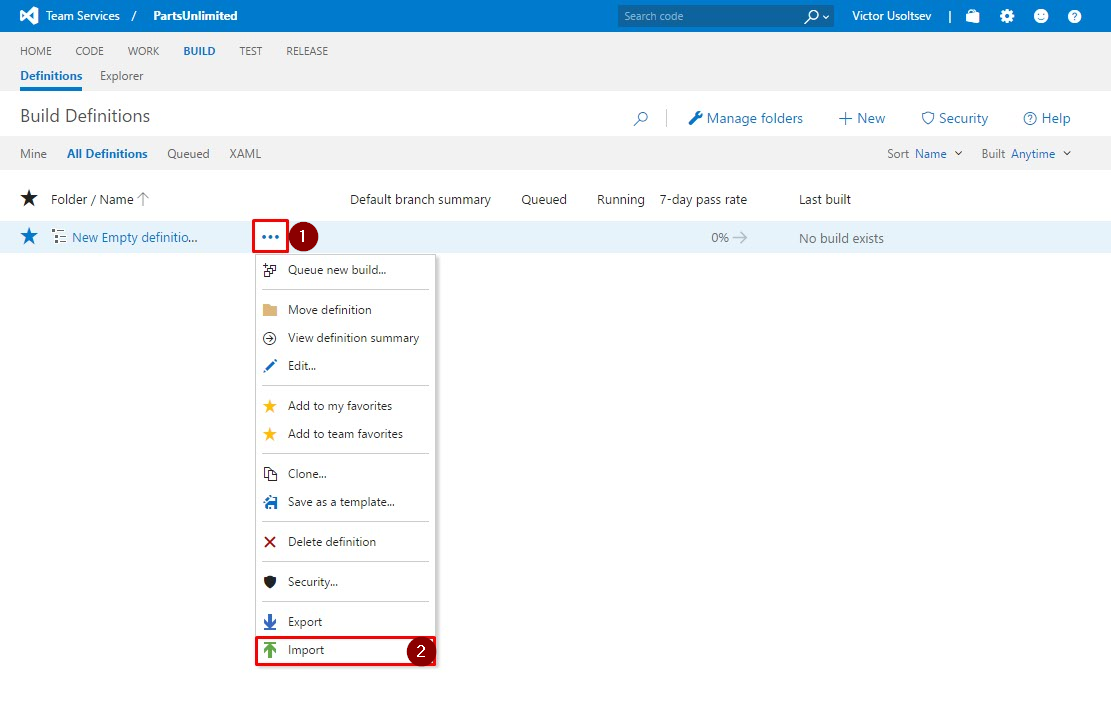 Team Services / PartsUnlimited Search code Victor Usoltsev | ?
HOME CODE WORK BUILD TEST RELEASE
Definitions Explorer
Build Definitions Manage folders + New Security ? Help
Mine All Definitions Queued XAML Sort Name Built Anytime
Folder / Name ↑ Default branch summary Queued Running 7-day pass rate Last built
New Empty definitio... ... 1 0% → No build exists
Queue new build...
Move definition
View definition summary
Edit...
Add to my favorites
Add to team favorites
Clone...
Save as a template...
Delete definition
Security...
Export
Import 2